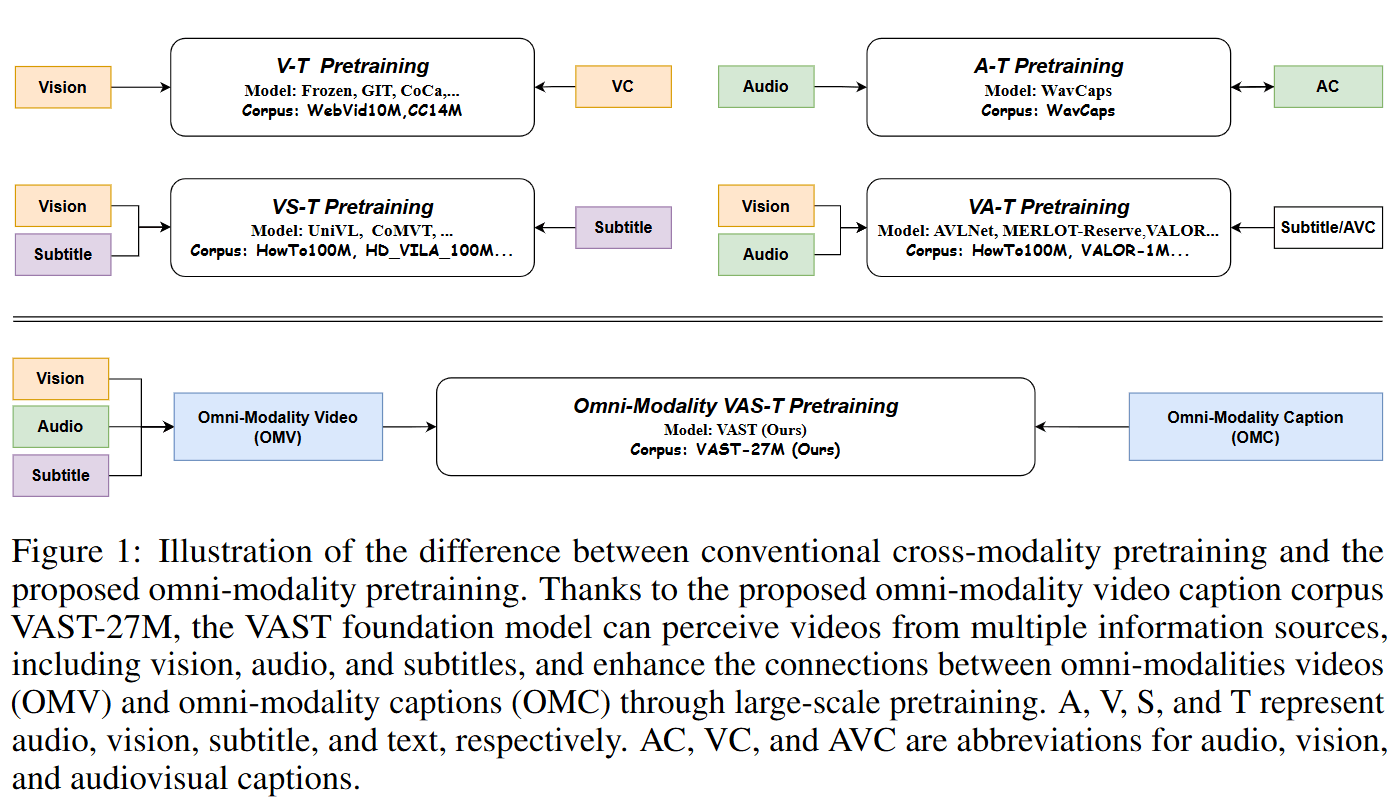 Vision
V-T Pretraining
Model: Frozen, GIT, CoCa,...
Corpus: WebVid10M,CC14M
VC
Audio
A-T Pretraining
Model: WavCaps
Corpus: WavCaps
AC
Vision
Subtitle
VS-T Pretraining
Model: UniVL, CoMVT, ...
Corpus: HowTo100M, HD_VILA_100M...
Subtitle
Vision
Audio
VA-T Pretraining
Model: AVLNet, MERLOT-Reserve,VALOR...
Corpus: HowTo100M, VALOR-1M...
Subtitle/AVC
Vision
Audio
Subtitle
Omni-Modality Video
(OMV)
Omni-Modality VAS-T Pretraining
Model: VAST (Ours)
Corpus: VAST-27M (Ours)
Omni-Modality Caption
(OMC)
Figure 1: Illustration of the difference between conventional cross-modality pretraining and the
proposed omni-modality pretraining. Thanks to the proposed omni-modality video caption corpus
VAST-27M, the VAST foundation model can perceive videos from multiple information sources,
including vision, audio, and subtitles, and enhance the connections between omni-modalities videos
(OMV) and omni-modality captions (OMC) through large-scale pretraining. A, V, S, and T represent
audio, vision, subtitle, and text, respectively. AC, VC, and AVC are abbreviations for audio, vision,
and audiovisual captions.